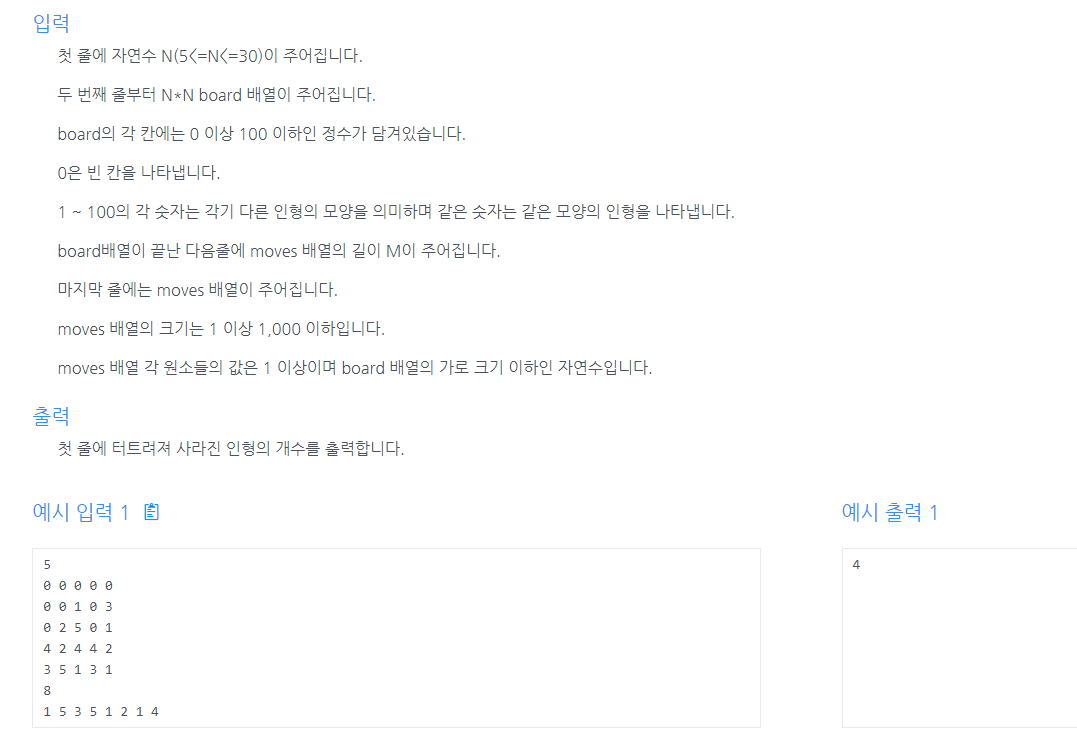 입력
첫 줄에 자연수 N(5<=N<=30)이 주어집니다.
두 번째 줄부터 N*N board 배열이 주어집니다.
board의 각 칸에는 0 이상 100 이하인 정수가 담겨있습니다.
0은 빈 칸을 나타냅니다.
1 ~ 100의 각 숫자는 각기 다른 인형의 모양을 의미하며 같은 숫자는 같은 모양의 인형을 나타냅니다.
board배열이 끝난 다음줄에 moves 배열의 길이 M이 주어집니다.
마지막 줄에는 moves 배열이 주어집니다.
moves 배열의 크기는 1 이상 1,000 이하입니다.
moves 배열 각 원소들의 값은 1 이상이며 board 배열의 가로 크기 이하인 자연수입니다.
출력
첫 줄에 터트려져 사라진 인형의 개수를 출력합니다.
예시 입력 1
5
0 0 0 0 0
0 0 1 0 3
0 2 5 0 1
4 2 4 4 2
3 5 1 3 1
8
1 5 3 5 1 2 1 4
예시 출력 1
4